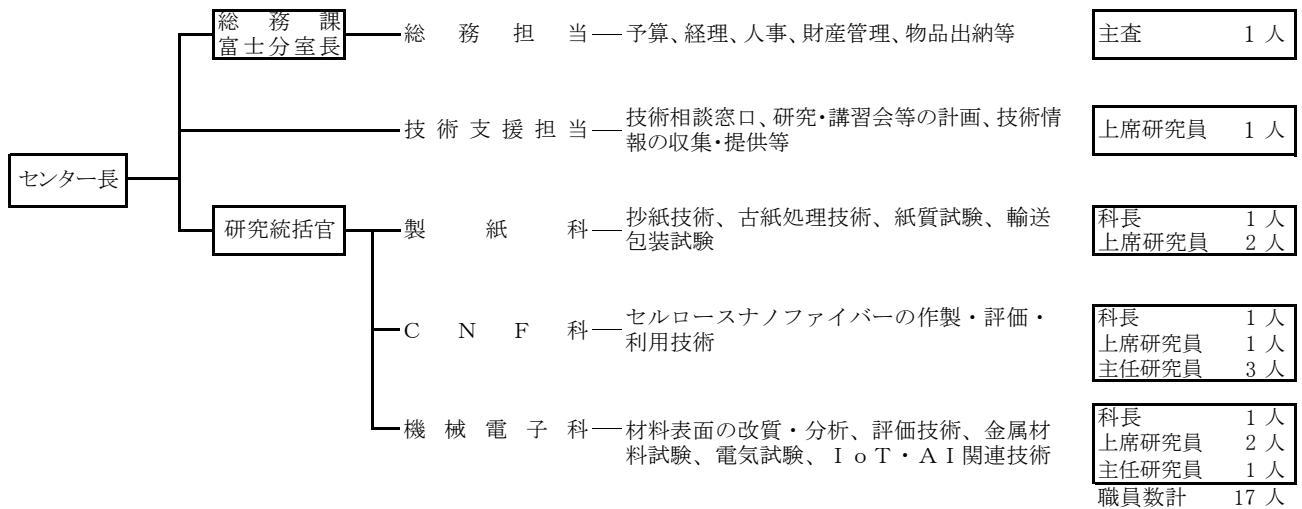 総務課
富士分室長
総務担当
予算、経理、人事、財産管理、物品出納等
主査 1 人
技術支援担当
技術相談窓口、研究・講習会等の計画、技術情
報の収集・提供等
上席研究員 1 人
センター長
研究統括官
製紙科
抄紙技術、古紙処理技術、紙質試験、輸送
包装試験
科長 1 人
上席研究員 2 人
CNF科
セルロースナノファイバーの作製・評価・
利用技術
科長 1 人
上席研究員 1 人
主任研究員 3 人
機械電子科
材料表面の改質・分析、評価技術、金属材
料試験、電気試験、IoT・AI関連技術
科長 1 人
上席研究員 2 人
主任研究員 1 人
職員数計 17 人